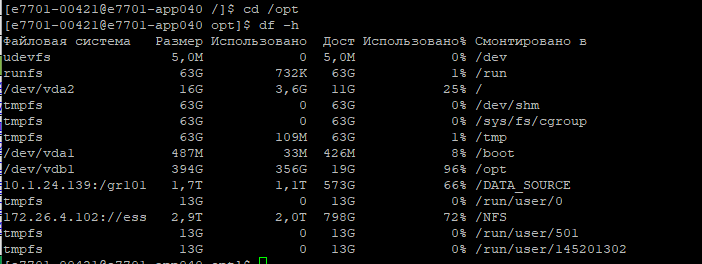 [e7701-00421@e7701-app040 /]$ cd /opt
[e7701-00421@e7701-app040 opt]$ df -h
Файловая система Размер Использовано Дост Использовано% Смонтировано в
udevfs 5,0M 0 5,0M 0% /dev
runfs 63G 732K 63G 1% /run
/dev/vda2 16G 3,6G 11G 25% /
tmpfs 63G 0 63G 0% /dev/shm
tmpfs 63G 0 63G 0% /sys/fs/cgroup
tmpfs 63G 109M 63G 1% /tmp
/dev/vda1 487M 33M 426M 8% /boot
/dev/vdb1 394G 356G 19G 96% /opt
10.1.24.139:/gr101 1,7T 1,1T 573G 66% /DATA_SOURCE
tmpfs 13G 0 13G 0% /run/user/0
172.26.4.102://ess 2,9T 2,0T 798G 72% /NFS
tmpfs 13G 0 13G 0% /run/user/501
tmpfs 13G 0 13G 0% /run/user/145201302
[e7701-00421@e7701-app040 opt]$